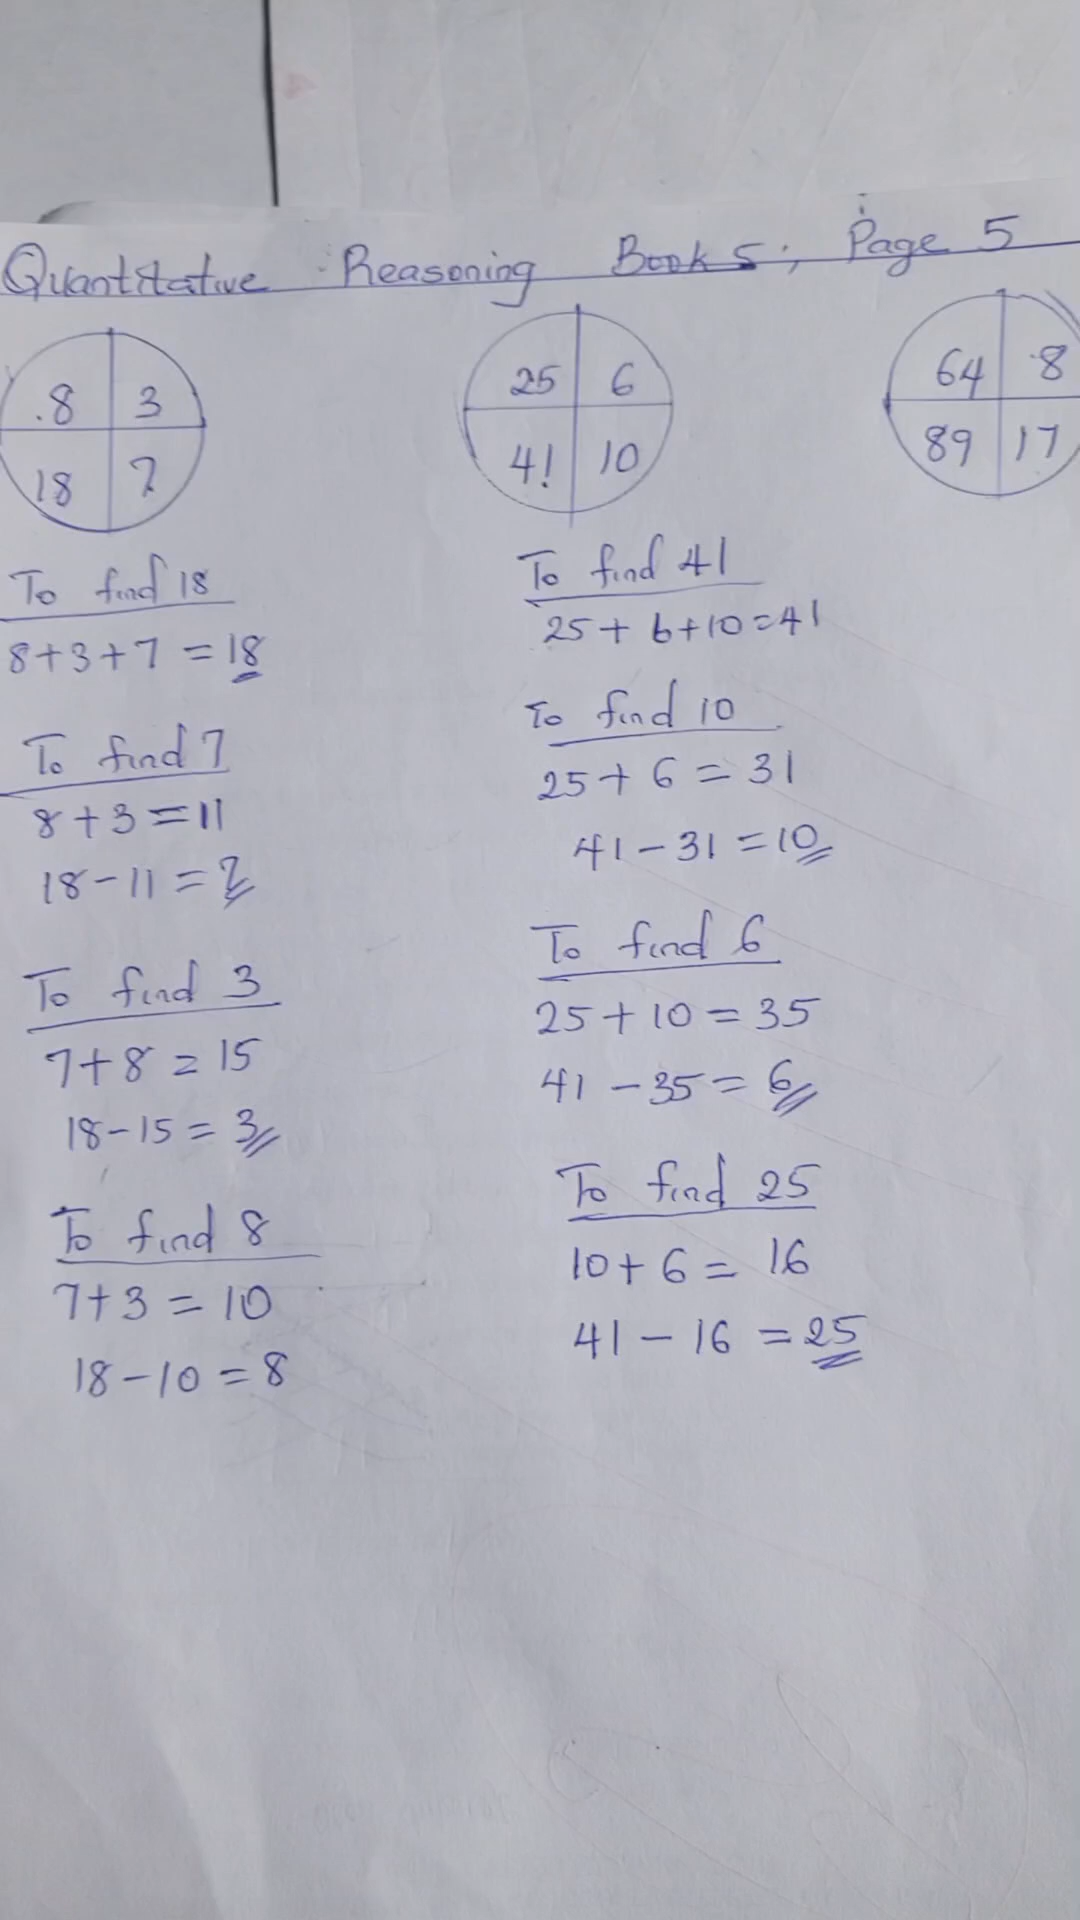 Quantitative Reasoning Book 5; Page 5
8 3
18 7
25 6
41 10
64 8
89 17
To find 18
8+3+7 = 18
To find 7
8+3=11
18-11=7
To find 3
7+8=15
18-15=3
To find 8
7+3=10
18-10=8
To find 41
25+6+10=41
To find 10
25+6=31
41-31=10
To find 6
25+10=35
41-35=6
To find 25
10+6=16
41-16=25